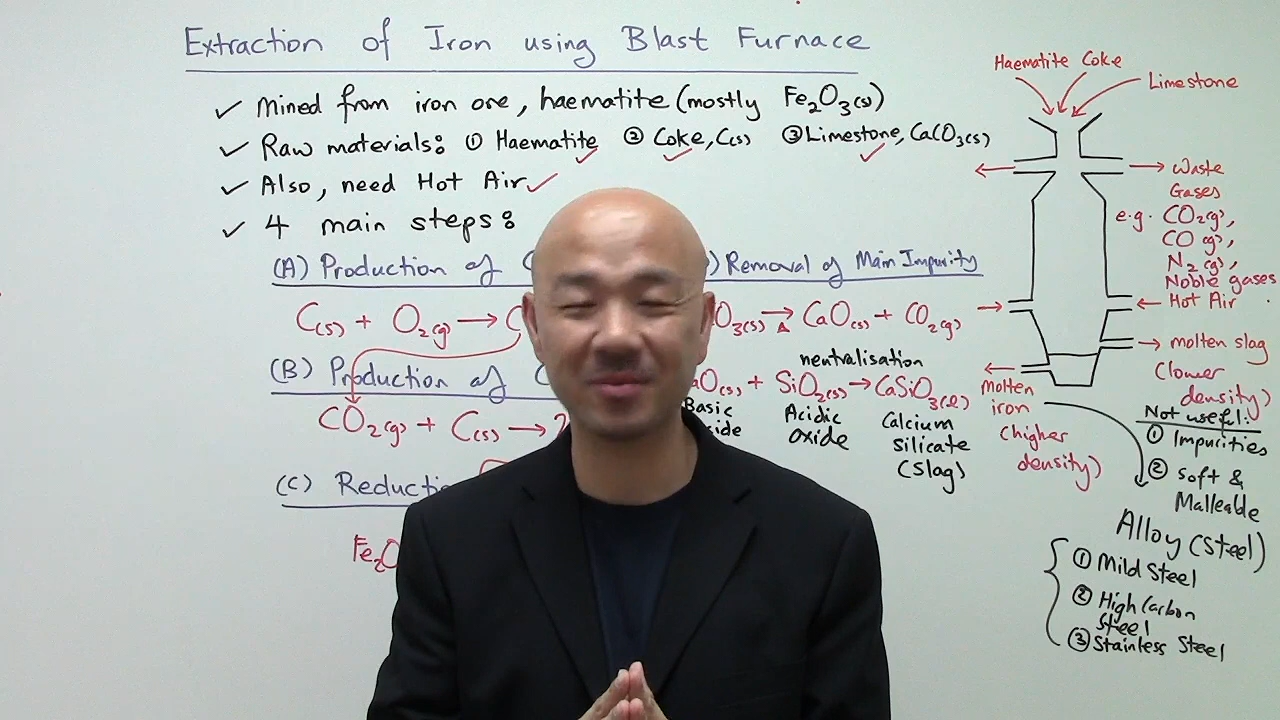 Extraction of Iron using Blast Furnace
✓ Mined from iron ore, haematite (mostly Fe₂O₃(s))
✓ Raw materials: ① Haematite ② Coke, C(s) ③ Limestone, CaCO₃(s)
✓ Also, need Hot Air ✓
✓ 4 main steps:
(A) Production of
C(s) + O₂(g) → C
(B) Production of C
CO₂(g) + C(s) → 2
(C) Reductio
Fe₂O
) Removal of Main Impurity
O₃(s) →Δ CaO(s) + CO₂(g)
neutralisation
aO(s) + SiO₂(s) → CaSiO₃(l)
Basic
ide
Acidic
oxide
Calcium
silicate
(slag)
Haematite Coke
Limestone
Waste
Gases
e.g. CO₂(g),
CO(g),
N₂(g),
Noble gases
Hot Air
molten slag
(lower
density)
Molten
iron
(higher
density)
Not useful:
① Impurities
② Soft &
Malleable
Alloy (Steel)
① Mild Steel
② High Carbon
Steel
③ Stainless Steel